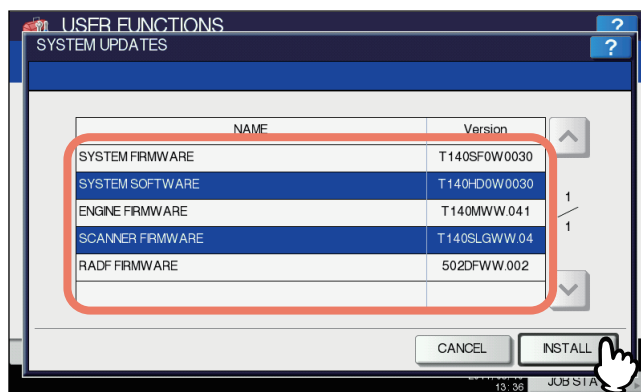 USER FUNCTIONS ?
SYSTEM UPDATES ?
NAME Version
SYSTEM FIRMWARE T140SF0W0030
SYSTEM SOFTWARE T140HD0W0030
ENGINE FIRMWARE T140MWW.041
SCANNER FIRMWARE T140SLGWW.04
RADF FIRMWARE 502DFWW.002
1
1
CANCEL INSTALL
13:36 JOB STA